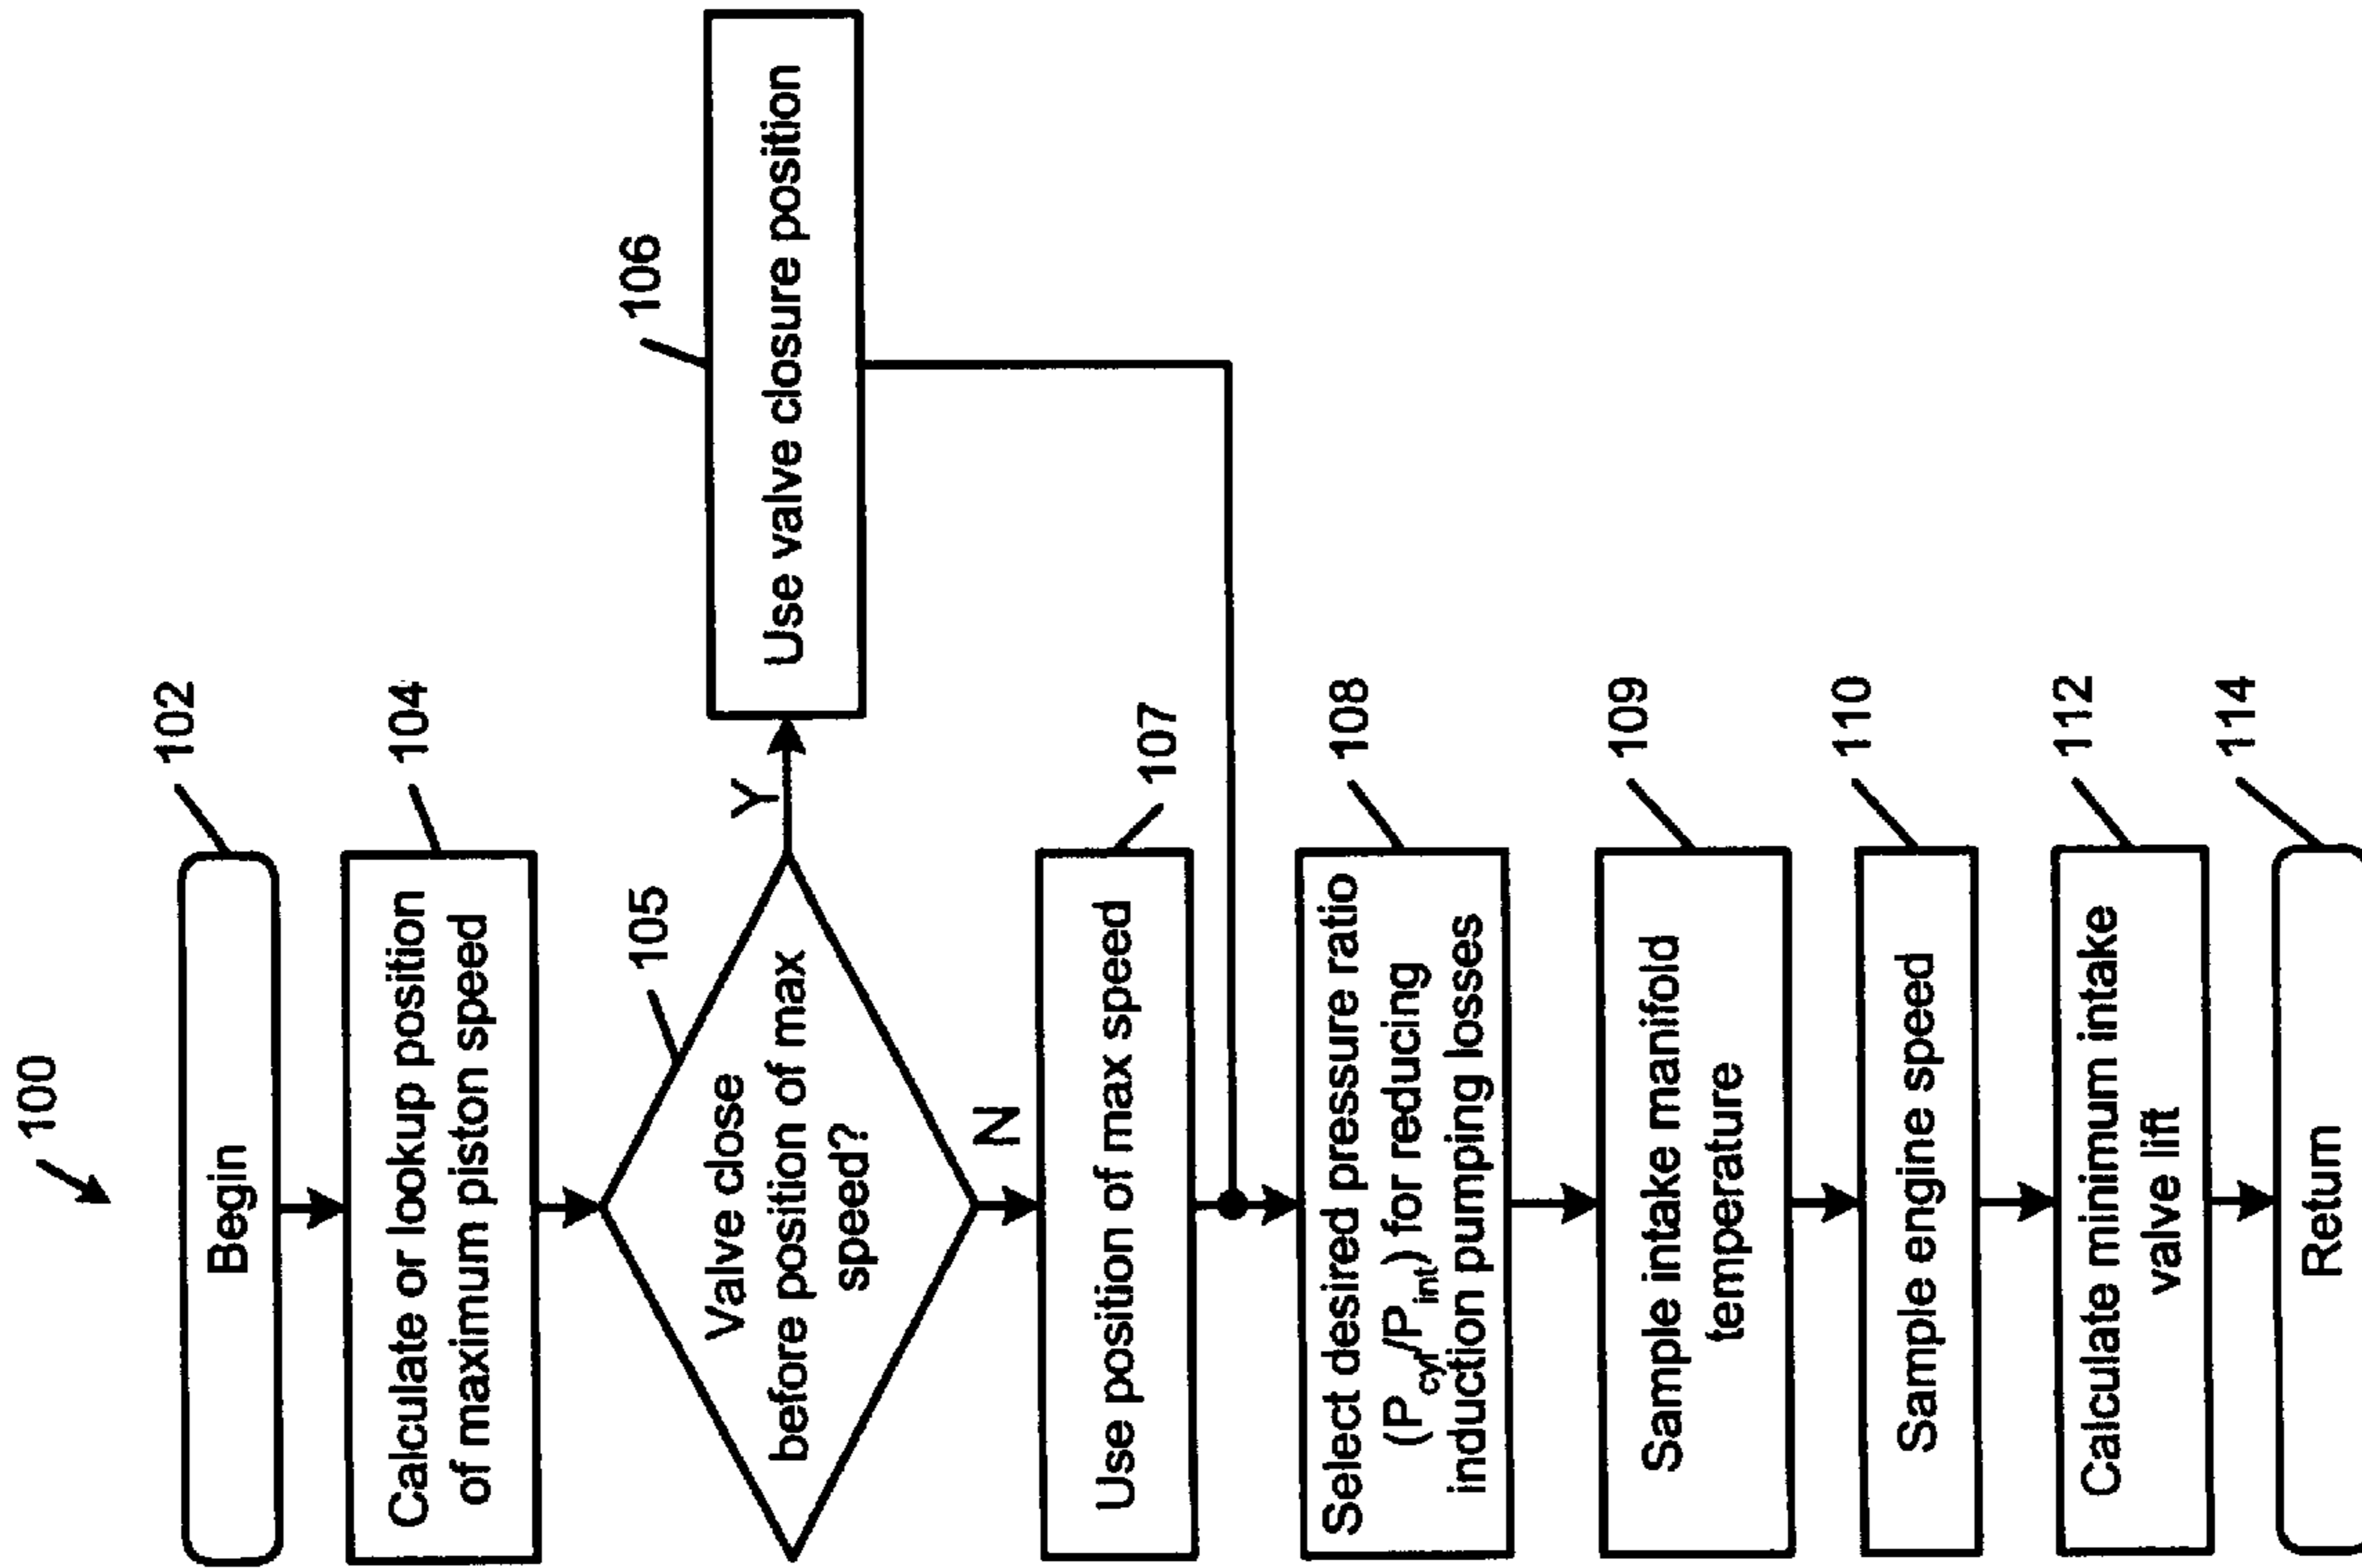 100
102
Begin
104
Calculate or lookup position
of maximum piston speed
105
Valve close
before position of max
speed?
Y
106
Use valve closure position
N
107
Use position of max speed
108
Select desired pressure ratio
(Pcyl/Pint) for reducing
induction pumping losses
109
Sample intake manifold
temperature
110
Sample engine speed
112
Calculate minimum intake
valve lift
114
Return